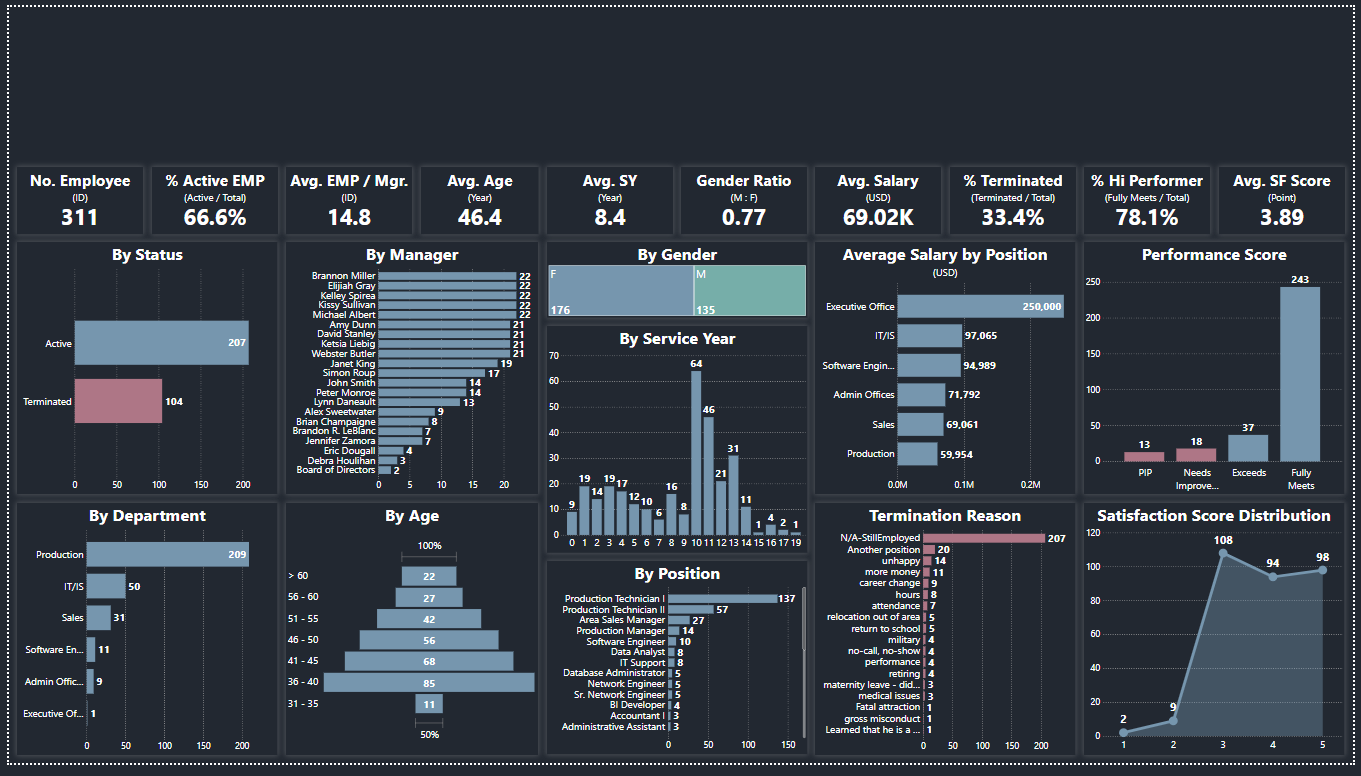 No. Employee
(ID)
311
% Active EMP
(Active / Total)
66.6%
Avg. EMP / Mgr.
(ID)
14.8
Avg. Age
(Year)
46.4
Avg. SY
(Year)
8.4
Gender Ratio
(M : F)
0.77
Avg. Salary
(USD)
69.02K
% Terminated
(Terminated / Total)
33.4%
% Hi Performer
(Fully Meets / Total)
78.1%
Avg. SF Score
(Point)
3.89
By Status
Active 207
Terminated 104
0 50 100 150 200
By Manager
Brannon Miller 22
Elijiah Gray 22
Kelley Spirea 22
Kissy Sullivan 22
Michael Albert 22
Amy Dunn 21
David Stanley 21
Ketsia Liebig 21
Webster Butler 21
Janet King 19
Simon Roup 17
John Smith 14
Peter Monroe 14
Lynn Daneault 13
Alex Sweetwater 9
Brian Champaigne 8
Brandon R. LeBlanc 7
Jennifer Zamora 7
Eric Dougall 4
Debra Houlihan 3
Board of Directors 2
0 5 10 15 20
By Gender
F M
176 135
By Service Year
70
60
50
40
30
20
10
0
9 19 14 19 17 12 10 6 16 8 64 46 21 31 11 1 4 2 1
0 1 2 3 4 5 6 7 8 9 10 11 12 13 14 15 16 17 19
Average Salary by Position
(USD)
Executive Office 250,000
IT/IS 97,065
Software Engin... 94,989
Admin Offices 71,792
Sales 69,061
Production 59,954
0.0M 0.1M 0.2M
Performance Score
250
200
150
100
50
0
13 18 37 243
PIP Needs Exceeds Fully
Improve... Meets
By Department
Production 209
IT/IS 50
Sales 31
Software En... 11
Admin Offic... 9
Executive Of... 1
0 50 100 150 200
By Age
100%
> 60 22
56 - 60 27
51 - 55 42
46 - 50 56
41 - 45 68
36 - 40 85
31 - 35 11
50%
By Position
Production Technician I 137
Production Technician II 57
Area Sales Manager 27
Production Manager 14
Software Engineer 10
Data Analyst 8
IT Support 8
Database Administrator 5
Network Engineer 5
Sr. Network Engineer 5
BI Developer 4
Accountant I 3
Administrative Assistant 3
0 50 100 150
Termination Reason
N/A-StillEmployed 207
Another position 20
unhappy 14
more money 11
career change 9
hours 8
attendance 7
relocation out of area 5
return to school 5
military 4
no-call, no-show 4
performance 4
retiring 4
maternity leave - did... 3
medical issues 3
Fatal attraction 1
gross misconduct 1
Learned that he is a ... 1
0 50 100 150 200
Satisfaction Score Distribution
120
100
80
60
40
20
0
2 9 108 94 98
1 2 3 4 5